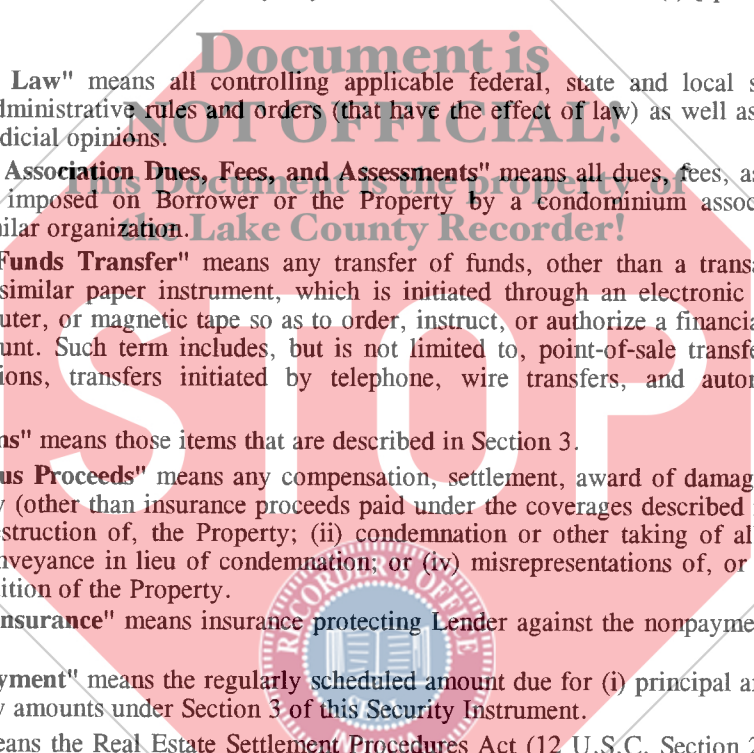 Document is
Law" means all controlling applicable federal, state and local
dministrative rules and orders (that have the effect of law) as well as
NOT OFFICIAL!
dicial opinions.
Association Dues, Fees, and Assessments" means all dues, fees,
This Document is the property of
imposed on Borrower or the Property by a condominium assoc
ilar organization.
the Lake County Recorder!
Funds Transfer" means any transfer of funds, other than a transa
similar paper instrument, which is initiated through an electronic
uter, or magnetic tape so as to order, instruct, or authorize a financia
unt. Such term includes, but is not limited to, point-of-sale transfe
ions, transfers initiated by telephone, wire transfers, and autom
STOP
ns" means those items that are described in Section 3.
us Proceeds" means any compensation, settlement, award of damag
y (other than insurance proceeds paid under the coverages described
struction of, the Property; (ii) condemnation or other taking of al
nveyance in lieu of condemnation; or (iv) misrepresentations of, or
ition of the Property.
RECORDER'S OFFICE
nsurance" means insurance protecting Lender against the nonpayme
yment" means the regularly scheduled amount due for (i) principal a
y amounts under Section 3 of this Security Instrument.
eans the Real Estate Settlement Procedures Act (12 U.S.C. Section